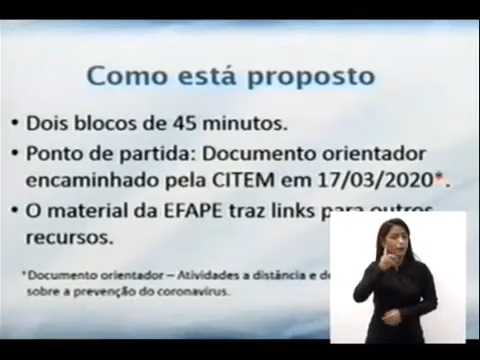 Como está proposto
• Dois blocos de 45 minutos.
• Ponto de partida: Documento orientador
encaminhado pela CITEM em 17/03/2020*.
• O material da EFAPE traz links para outros
recursos.
*Documento orientador – Atividades a distância e
sobre a prevenção do coronavirus.